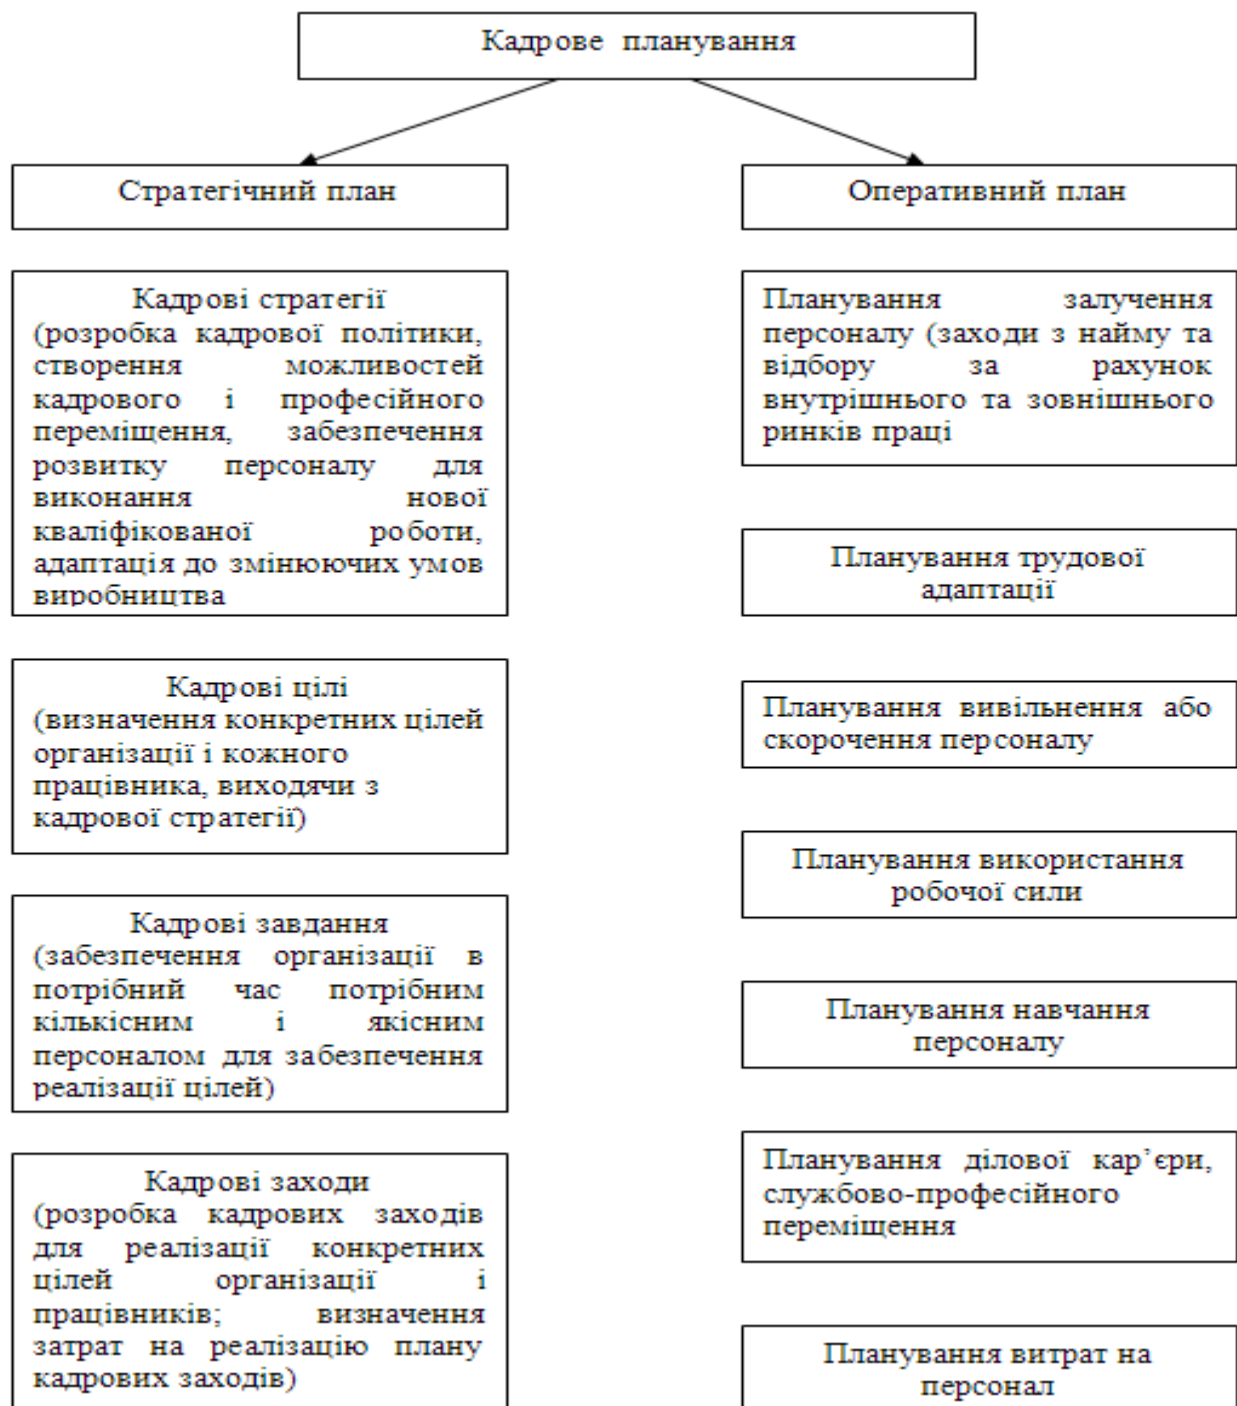 Кадрове планування
Стратегічний план
Кадрові стратегії
(розробка кадрової політики,
створення можливостей
кадрового і професійного
переміщення, забезпечення
розвитку персоналу для
виконання нової
кваліфікованої роботи,
адаптація до змінюючих умов
виробництва
Кадрові цілі
(визначення конкретних цілей
організації і кожного
працівника, виходячи з
кадрової стратегії)
Кадрові завдання
(забезпечення організації в
потрібний час потрібним
кількісним і якісним
персоналом для забезпечення
реалізації цілей)
Кадрові заходи
(розробка кадрових заходів
для реалізації конкретних
цілей організації і
працівників; визначення
затрат на реалізацію плану
кадрових заходів)
Оперативний план
Планування залучення
персоналу (заходи з найму та
відбору за рахунок
внутрішнього та зовнішнього
ринків праці
Планування трудової
адаптації
Планування вивільнення або
скорочення персоналу
Планування використання
робочої сили
Планування навчання
персоналу
Планування ділової кар’єри,
службово-професійного
переміщення
Планування витрат на
персонал